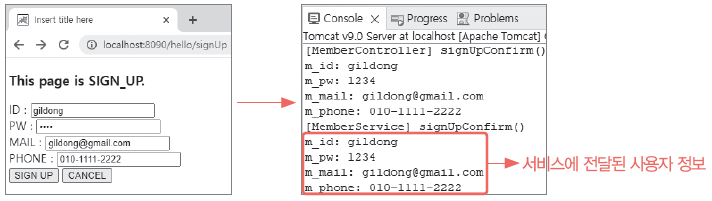 Insert title here
localhost:8090/hello/signUp
This page is SIGN_UP.
ID : gildong
PW : ••••
MAIL : gildong@gmail.com
PHONE : 010-1111-2222
SIGN UP CANCEL
Console Progress Problems
Tomcat v9.0 Server at localhost [Apache Tomcat]
[MemberController] signUpConfirm()
m_id: gildong
m_pw: 1234
m_mail: gildong@gmail.com
m_phone: 010-1111-2222
[MemberService] signUpConfirm()
m_id: gildong
m_pw: 1234
m_mail: gildong@gmail.com
m_phone: 010-1111-2222
서비스에 전달된 사용자 정보